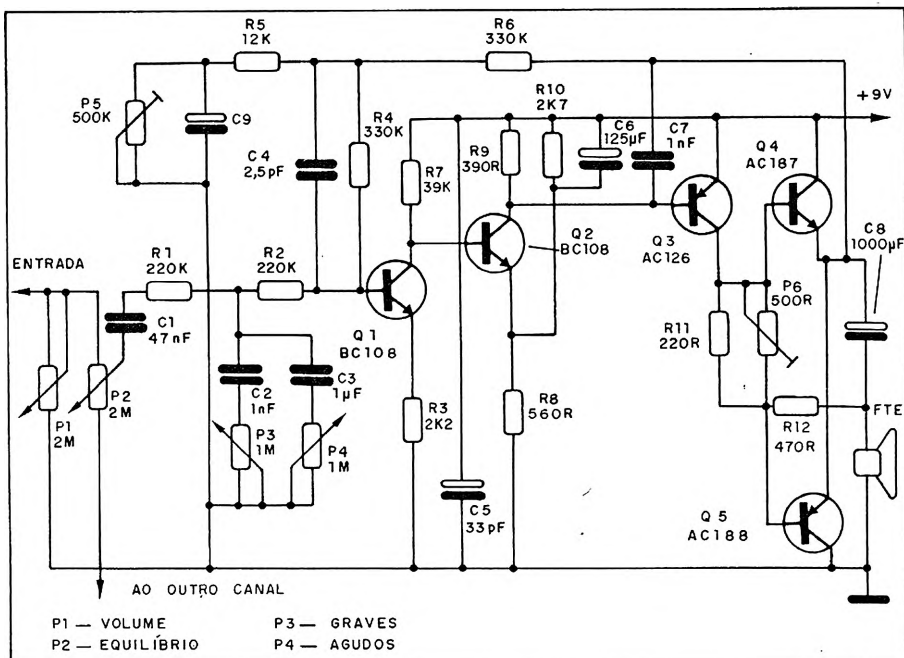 R5
12K
R6
330K
P5
500K
C9
C4
2,5pF
R4
330K
R7
39K
R9
390R
R10
2K7
C6
125µF
C7
1nF
+9V
Q4
AC187
Q2
BC108
Q3
AC126
C8
1000µF
ENTRADA
R1
220K
R2
220K
C1
47nF
Q1
BC108
P6
500R
R11
220R
P1
2M
P2
2M
C2
1nF
C3
1µF
P3
1M
P4
1M
R3
2K2
R8
560R
R12
470R
FTE
C5
33pF
Q5
AC188
AO OUTRO CANAL
P1 — VOLUME
P3 — GRAVES
P2 — EQUILÍBRIO
P4 — AGUDOS